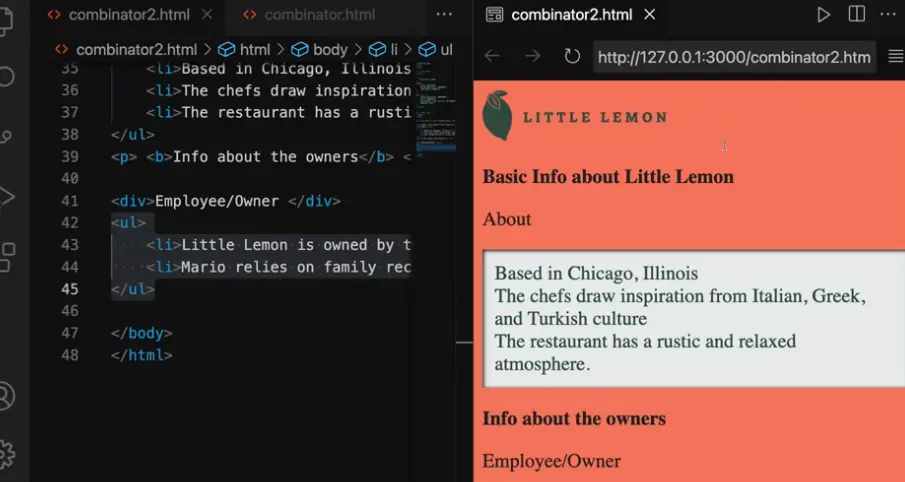 combinator2.html
combinator.html
combinator2.html > html > body > li > ul
35 <li>Based in Chicago, Illinois
36 <li>The chefs draw inspiration
37 <li>The restaurant has a rusti
38 </ul>
39 <p> <b>Info about the owners</b> <
40
41 <div>Employee/Owner </div>
42 <ul>
43 <li>Little Lemon is owned by t
44 <li>Mario relies on family rec
45 </ul>
46
47 </body>
48 </html>
combinator2.html
http://127.0.0.1:3000/combinator2.htm
LITTLE LEMON
Basic Info about Little Lemon
About
Based in Chicago, Illinois
The chefs draw inspiration from Italian, Greek,
and Turkish culture
The restaurant has a rustic and relaxed
atmosphere.
Info about the owners
Employee/Owner